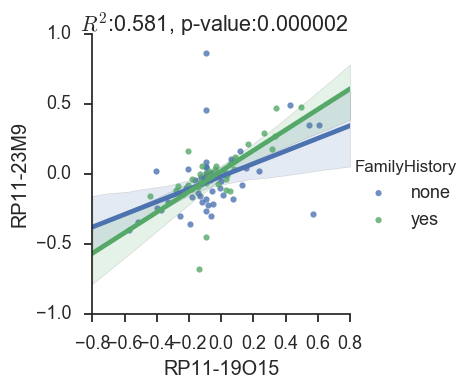 R²:0.581, p-value:0.000002
1.0
0.5
0.0
−0.5
−1.0
RP11-23M9
−0.8 −0.6 −0.4 −0.2 0.0 0.2 0.4 0.6 0.8
RP11-19O15
FamilyHistory
none
yes